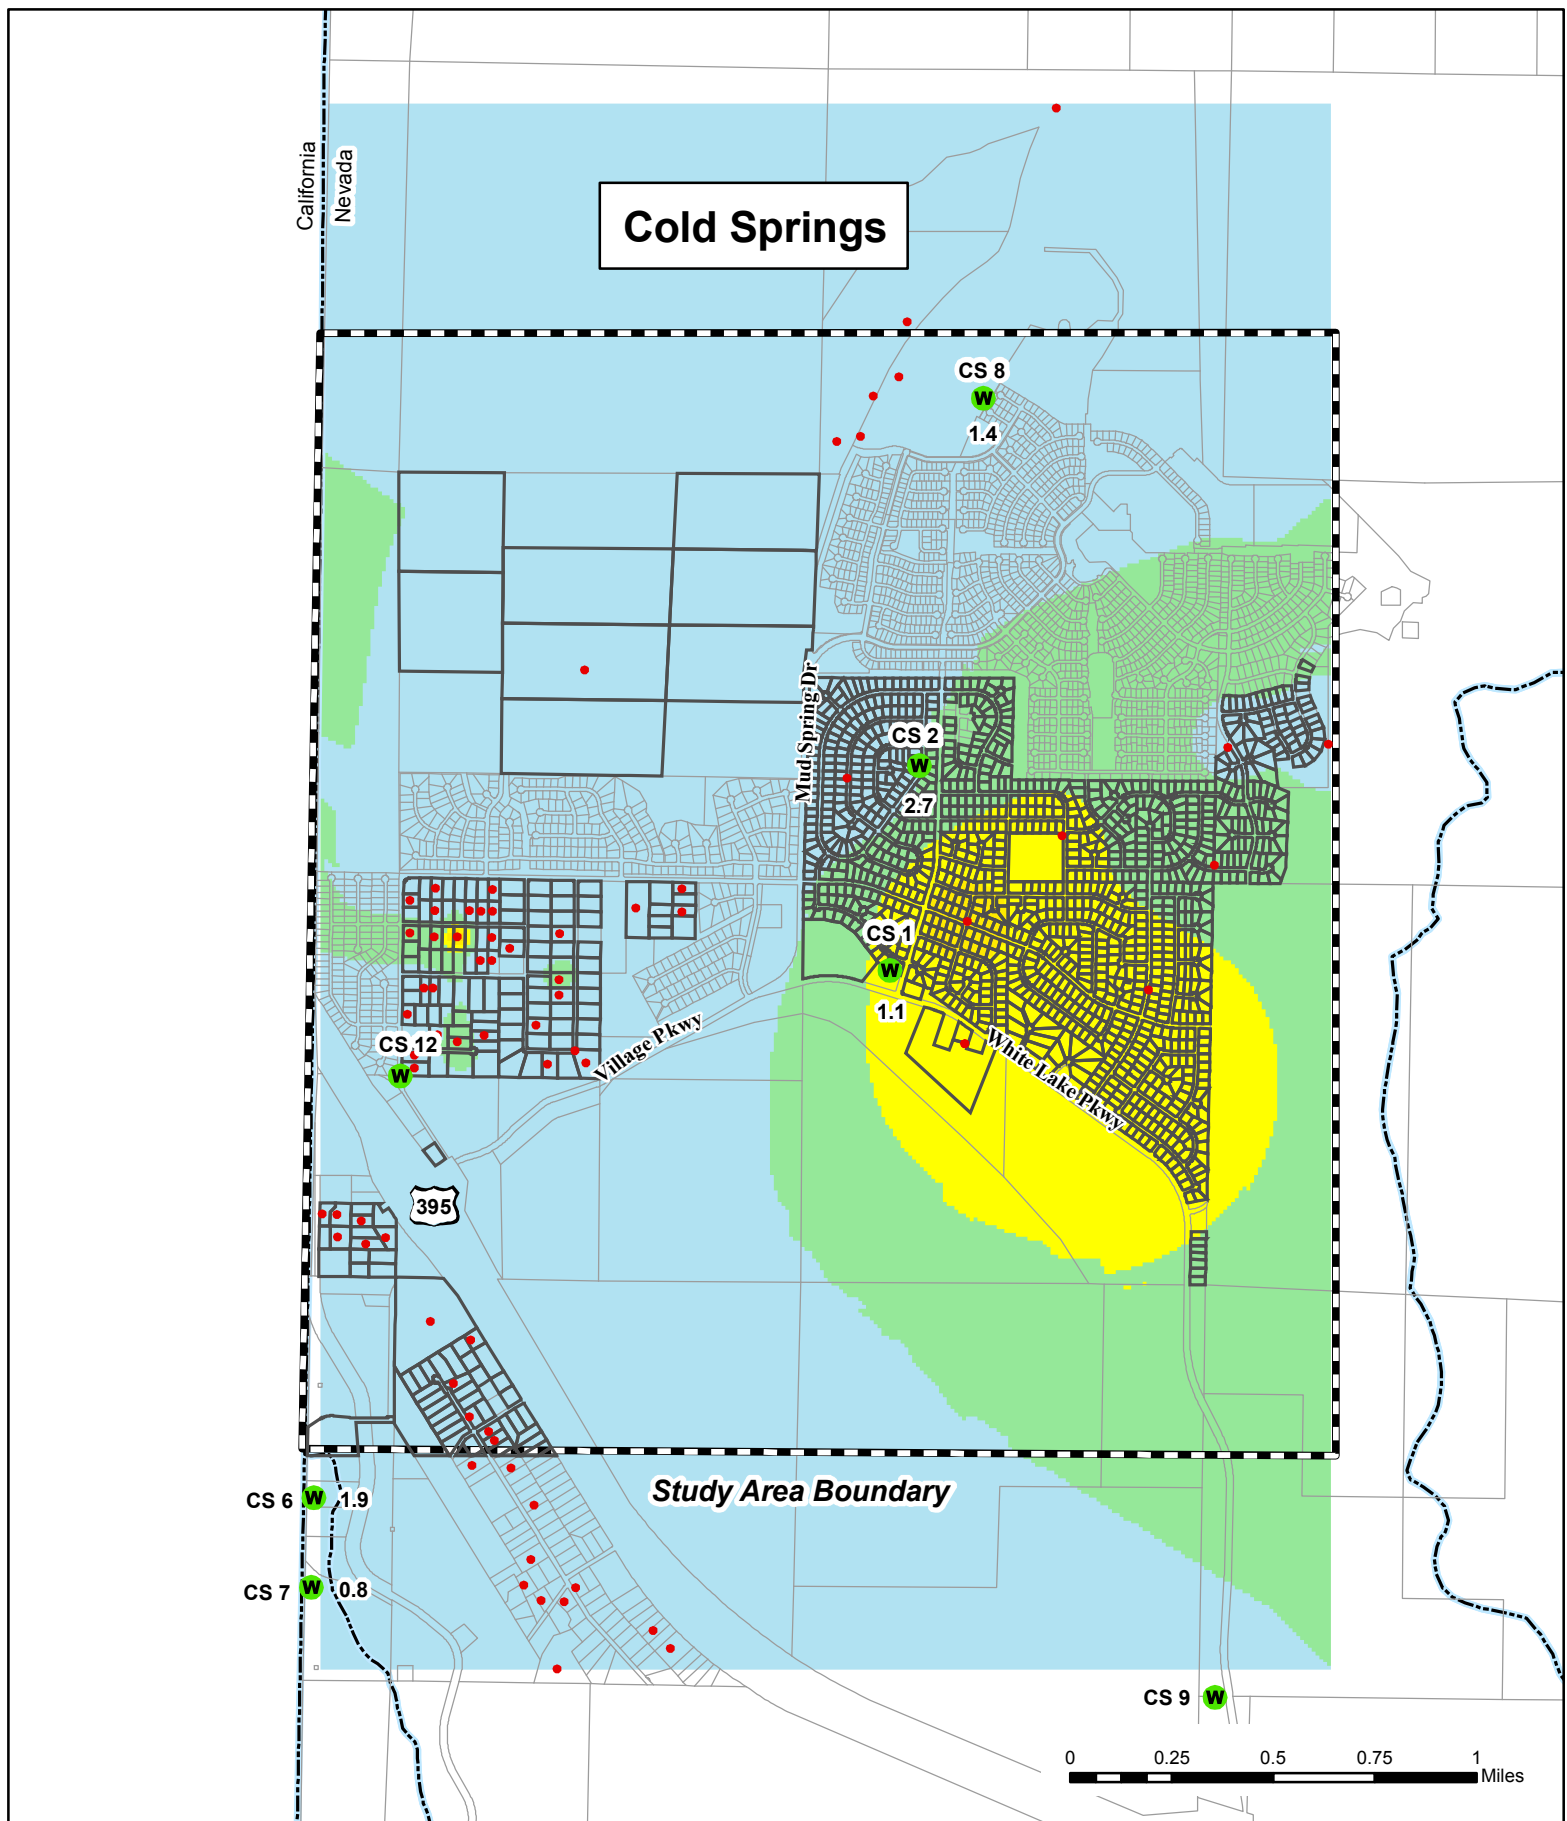 California
Nevada
Cold Springs
CS 8
W
1.4
Mud Spring Dr
CS 2
W
2.7
CS 1
W
1.1
CS 12
W
Village Pkwy
White Lake Pkwy
395
Study Area Boundary
CS 6 W 1.9
CS 7 W 0.8
CS 9 W
0 0.25 0.5 0.75 1
Miles